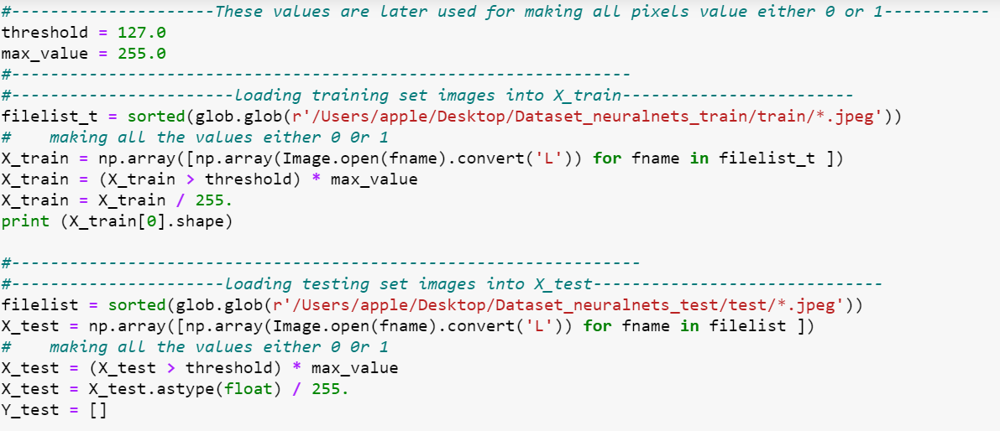 #---------------------These values are later used for making all pixels value either 0 or 1-----------
threshold = 127.0
max_value = 255.0
#----------------------------------------------------------------
#-----------------------loading training set images into X_train------------------------
filelist_t = sorted(glob.glob(r'/Users/apple/Desktop/Dataset_neuralnets_train/train/*.jpeg'))
#    making all the values either 0 0r 1
X_train = np.array([np.array(Image.open(fname).convert('L')) for fname in filelist_t ])
X_train = (X_train > threshold) * max_value
X_train = X_train / 255.
print (X_train[0].shape)

#-----------------------------------------------------------------
#----------------------loading testing set images into X_test------------------------------
filelist = sorted(glob.glob(r'/Users/apple/Desktop/Dataset_neuralnets_test/test/*.jpeg'))
X_test = np.array([np.array(Image.open(fname).convert('L')) for fname in filelist ])
#    making all the values either 0 0r 1
X_test = (X_test > threshold) * max_value
X_test = X_test.astype(float) / 255.
Y_test = []